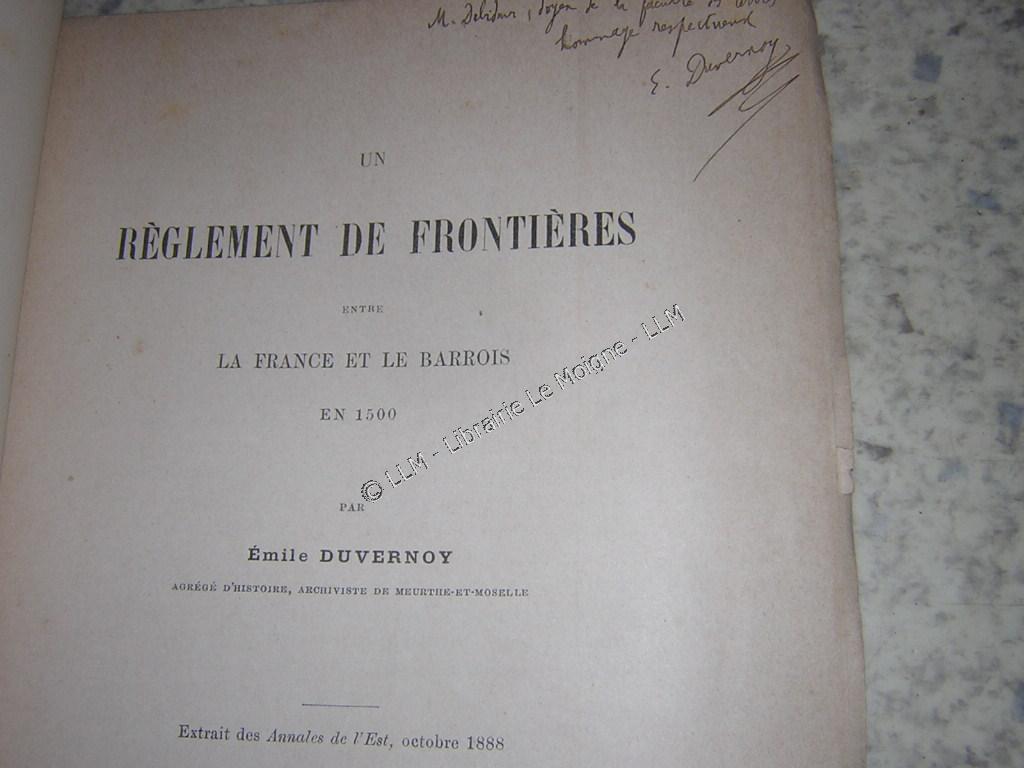 M. Debidour, doyen de la faculté des lettres
hommage respectueux
E. Duvernoy
UN
RÈGLEMENT DE FRONTIÈRES
ENTRE
LA FRANCE ET LE BARROIS
EN 1500
PAR
Émile DUVERNOY
AGRÉGÉ D'HISTOIRE, ARCHIVISTE DE MEURTHE-ET-MOSELLE
Extrait des Annales de l'Est, octobre 1888
© LLM - Librairie Le Moigne - LLM